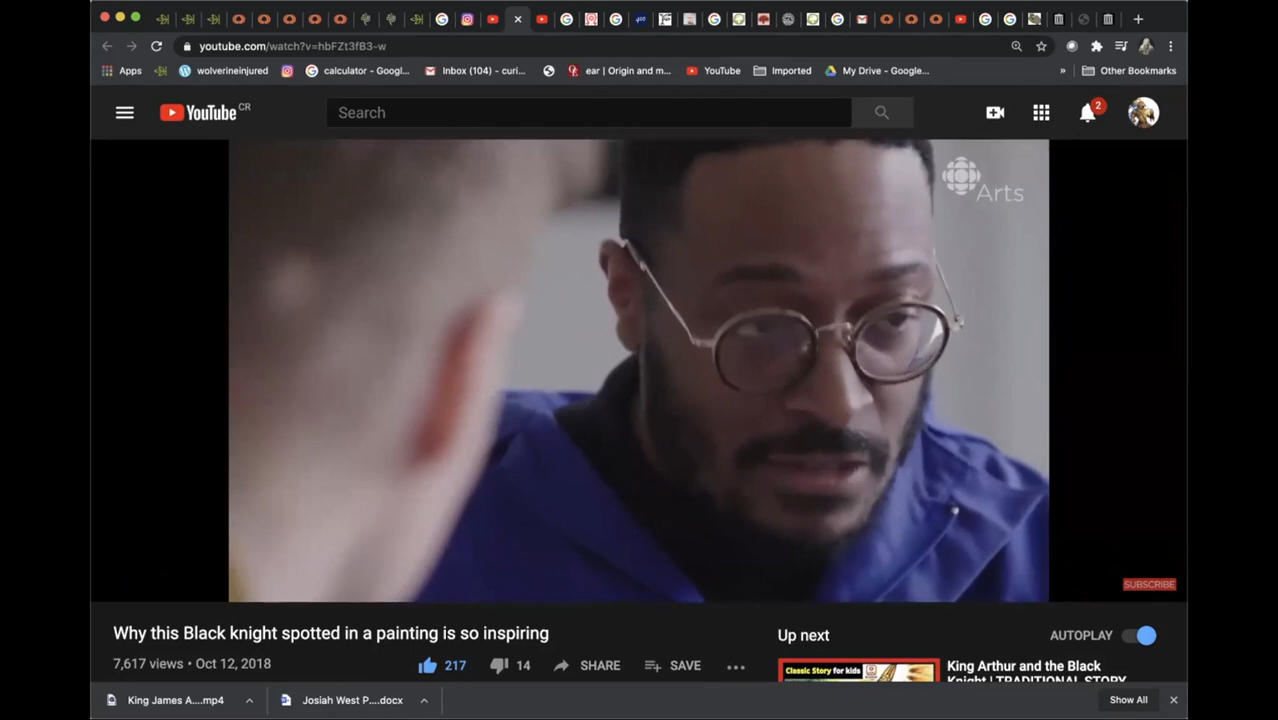 youtube.com/watch?v=hbFZt3fB3-w
Apps
wolverineinjured
calculator - Googl...
Inbox (104) - curi...
ear | Origin and m...
YouTube
Imported
My Drive - Google...
»
Other Bookmarks
YouTube CR
Search
2
Arts
SUBSCRIBE
Why this Black knight spotted in a painting is so inspiring
7,617 views • Oct 12, 2018
217
14
SHARE
SAVE
Up next
AUTOPLAY
Classic Story for kids
King Arthur and the Black
Knight | TRADITIONAL STORY
King James A....mp4
Josiah West P....docx
Show All